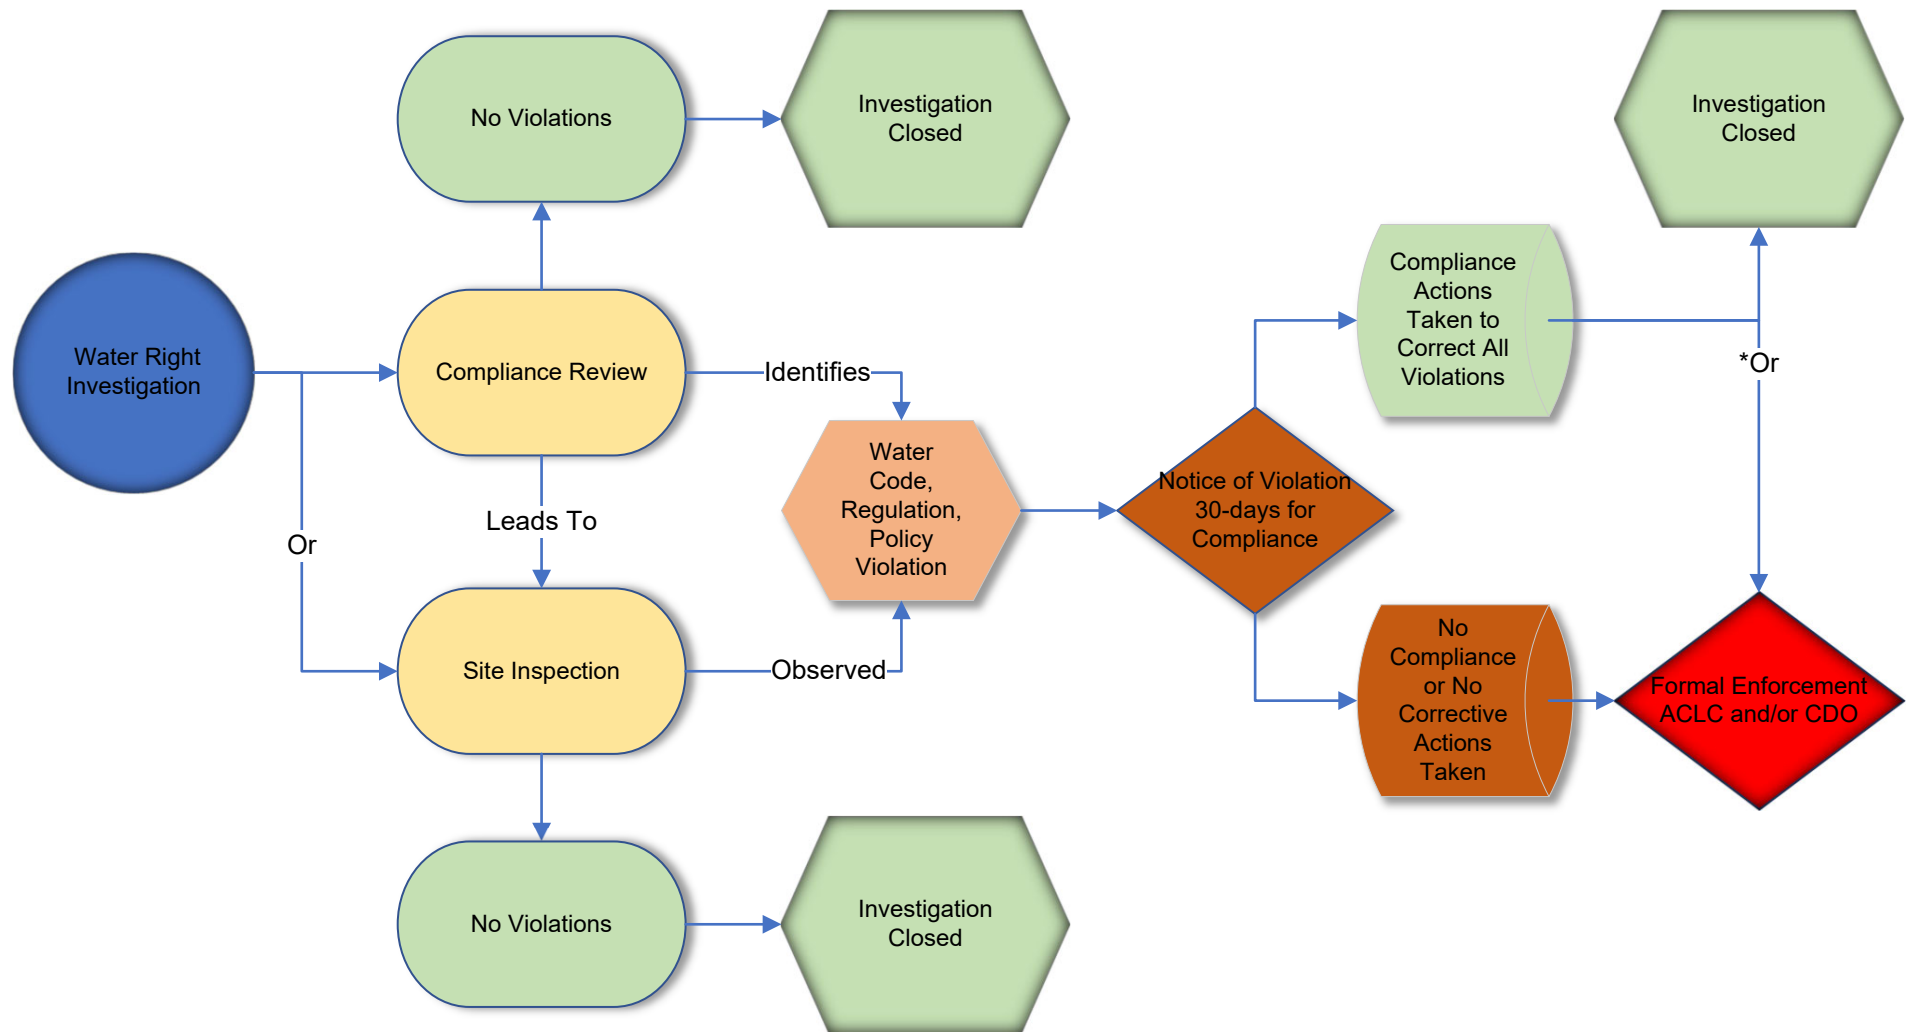 No Violations
Investigation
Closed
Investigation
Closed
Water Right
Investigation
Compliance Review
Identifies
Leads To
Or
Site Inspection
Observed
Water
Code,
Regulation,
Policy
Violation
Notice of Violation
30-days for
Compliance
Compliance
Actions
Taken to
Correct All
Violations
*Or
No
Compliance
or No
Corrective
Actions
Taken
Formal Enforcement
ACLC and/or CDO
No Violations
Investigation
Closed